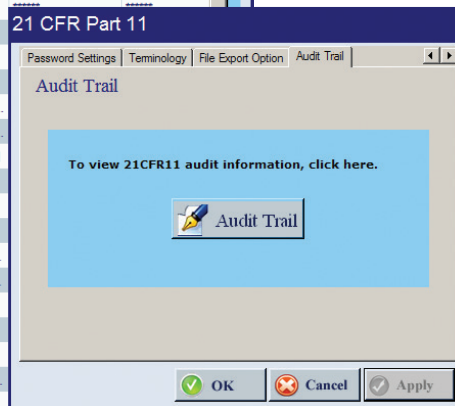 ****** ******
21 CFR Part 11
Password Settings Terminology File Export Option Audit Trail
Audit Trail
To view 21CFR11 audit information, click here.
Audit Trail
OK Cancel Apply